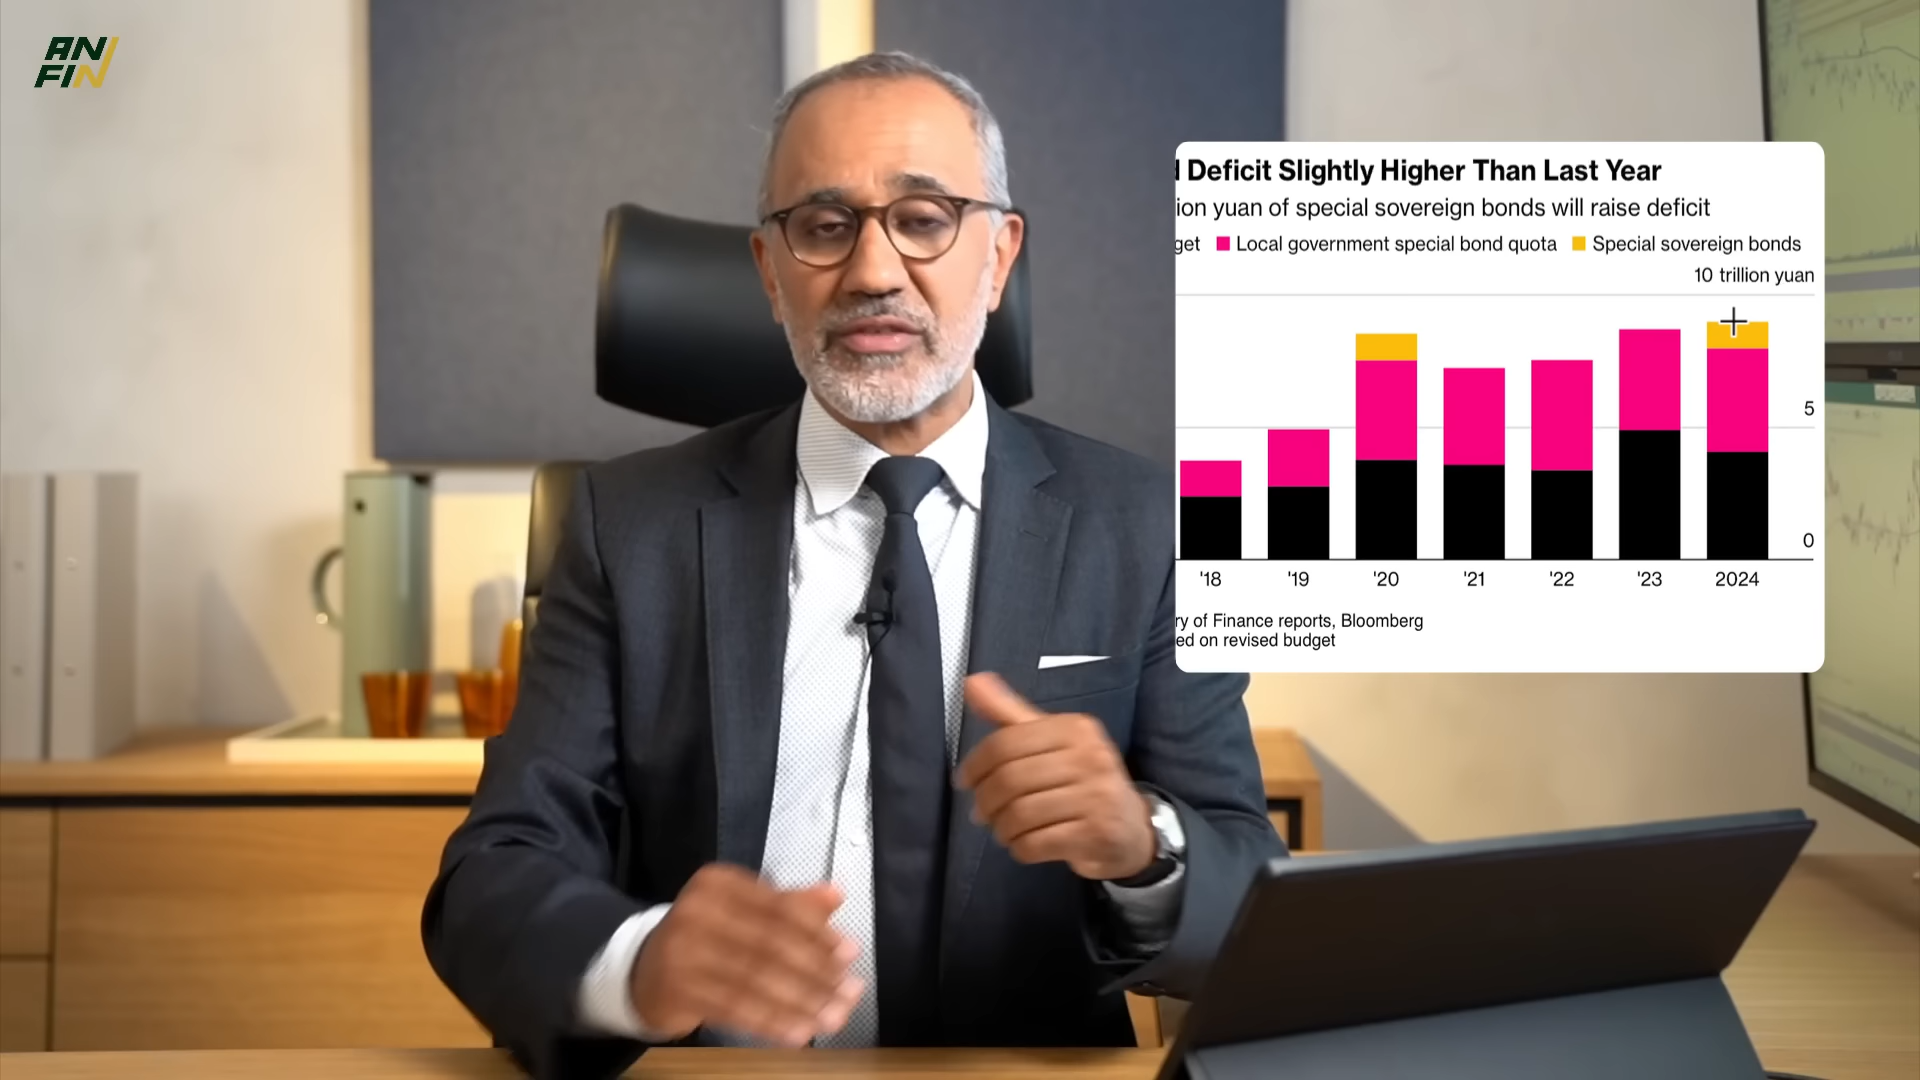 AN
FIN
Deficit Slightly Higher Than Last Year
ion yuan of special sovereign bonds will raise deficit
get Local government special bond quota Special sovereign bonds
10 trillion yuan
5
0
'18 '19 '20 '21 '22 '23 2024
ry of Finance reports, Bloomberg
ed on revised budget